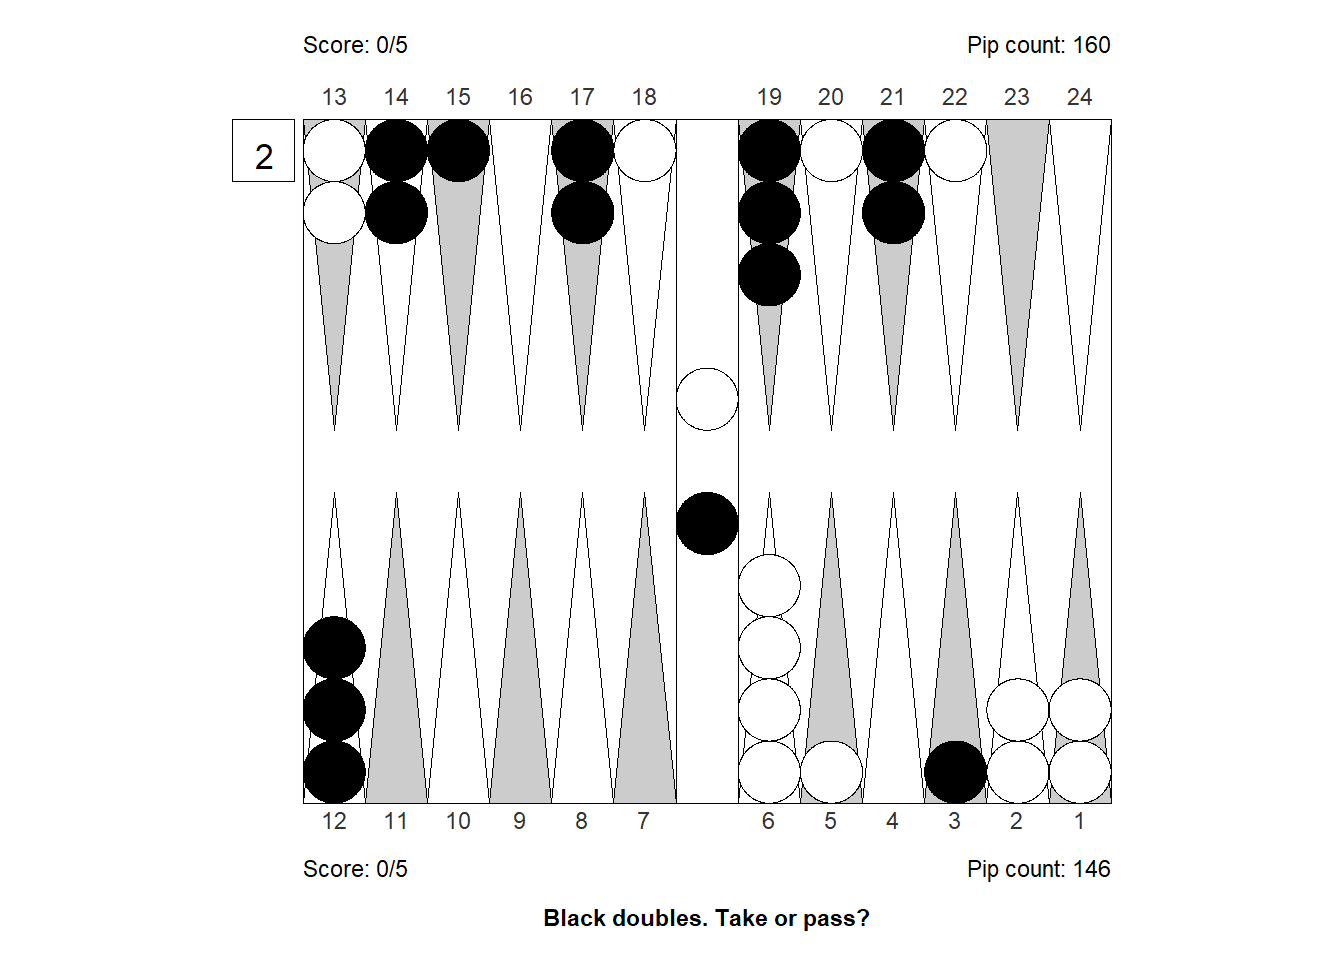 Score: 0/5 Pip count: 160
13 14 15 16 17 18 19 20 21 22 23 24
2
12 11 10 9 8 7 6 5 4 3 2 1
Score: 0/5 Pip count: 146
Black doubles. Take or pass?